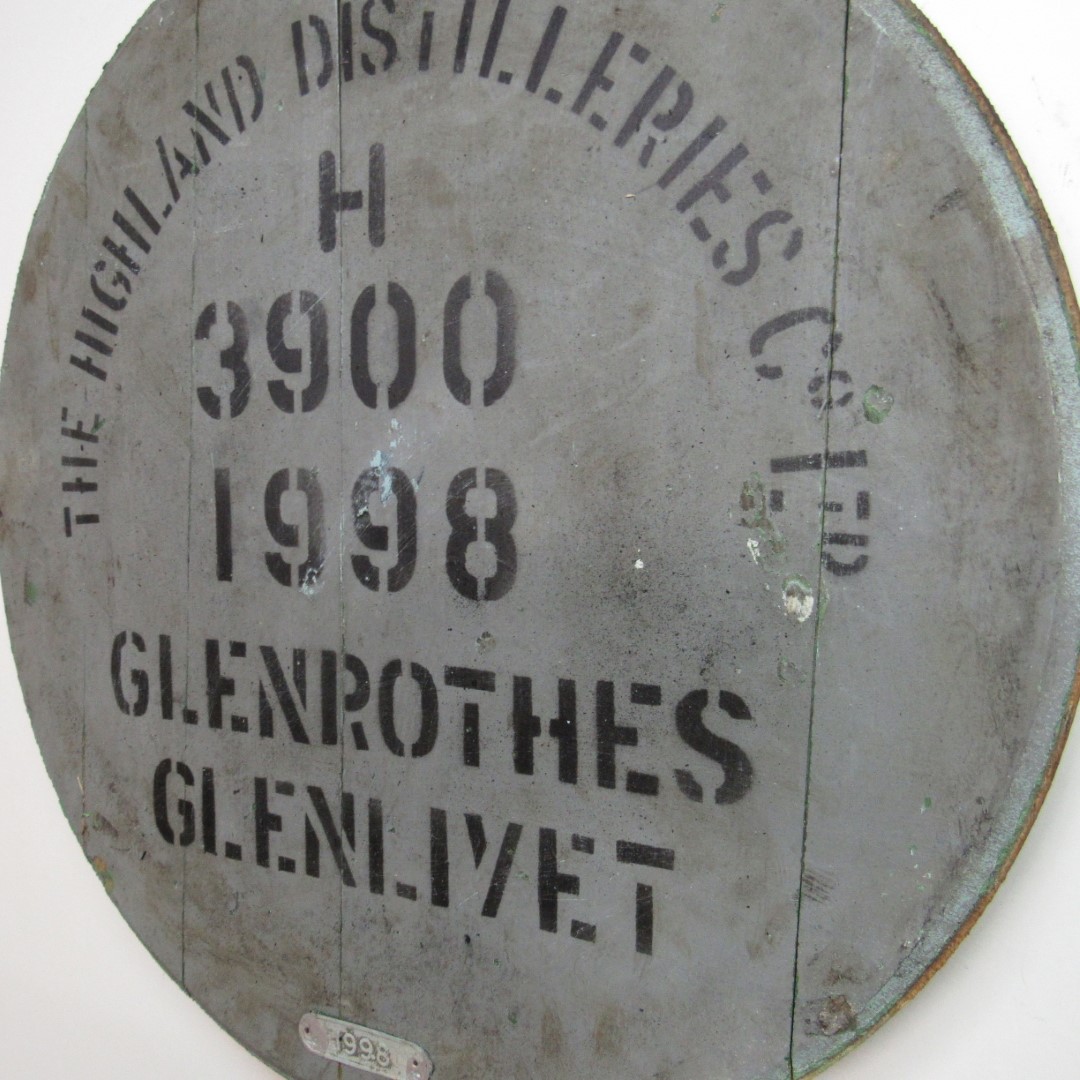 THE HIGHLAND DISTILLERIES Co LTD
H
3900
1998
GLENROTHES
GLENLIVET
1998